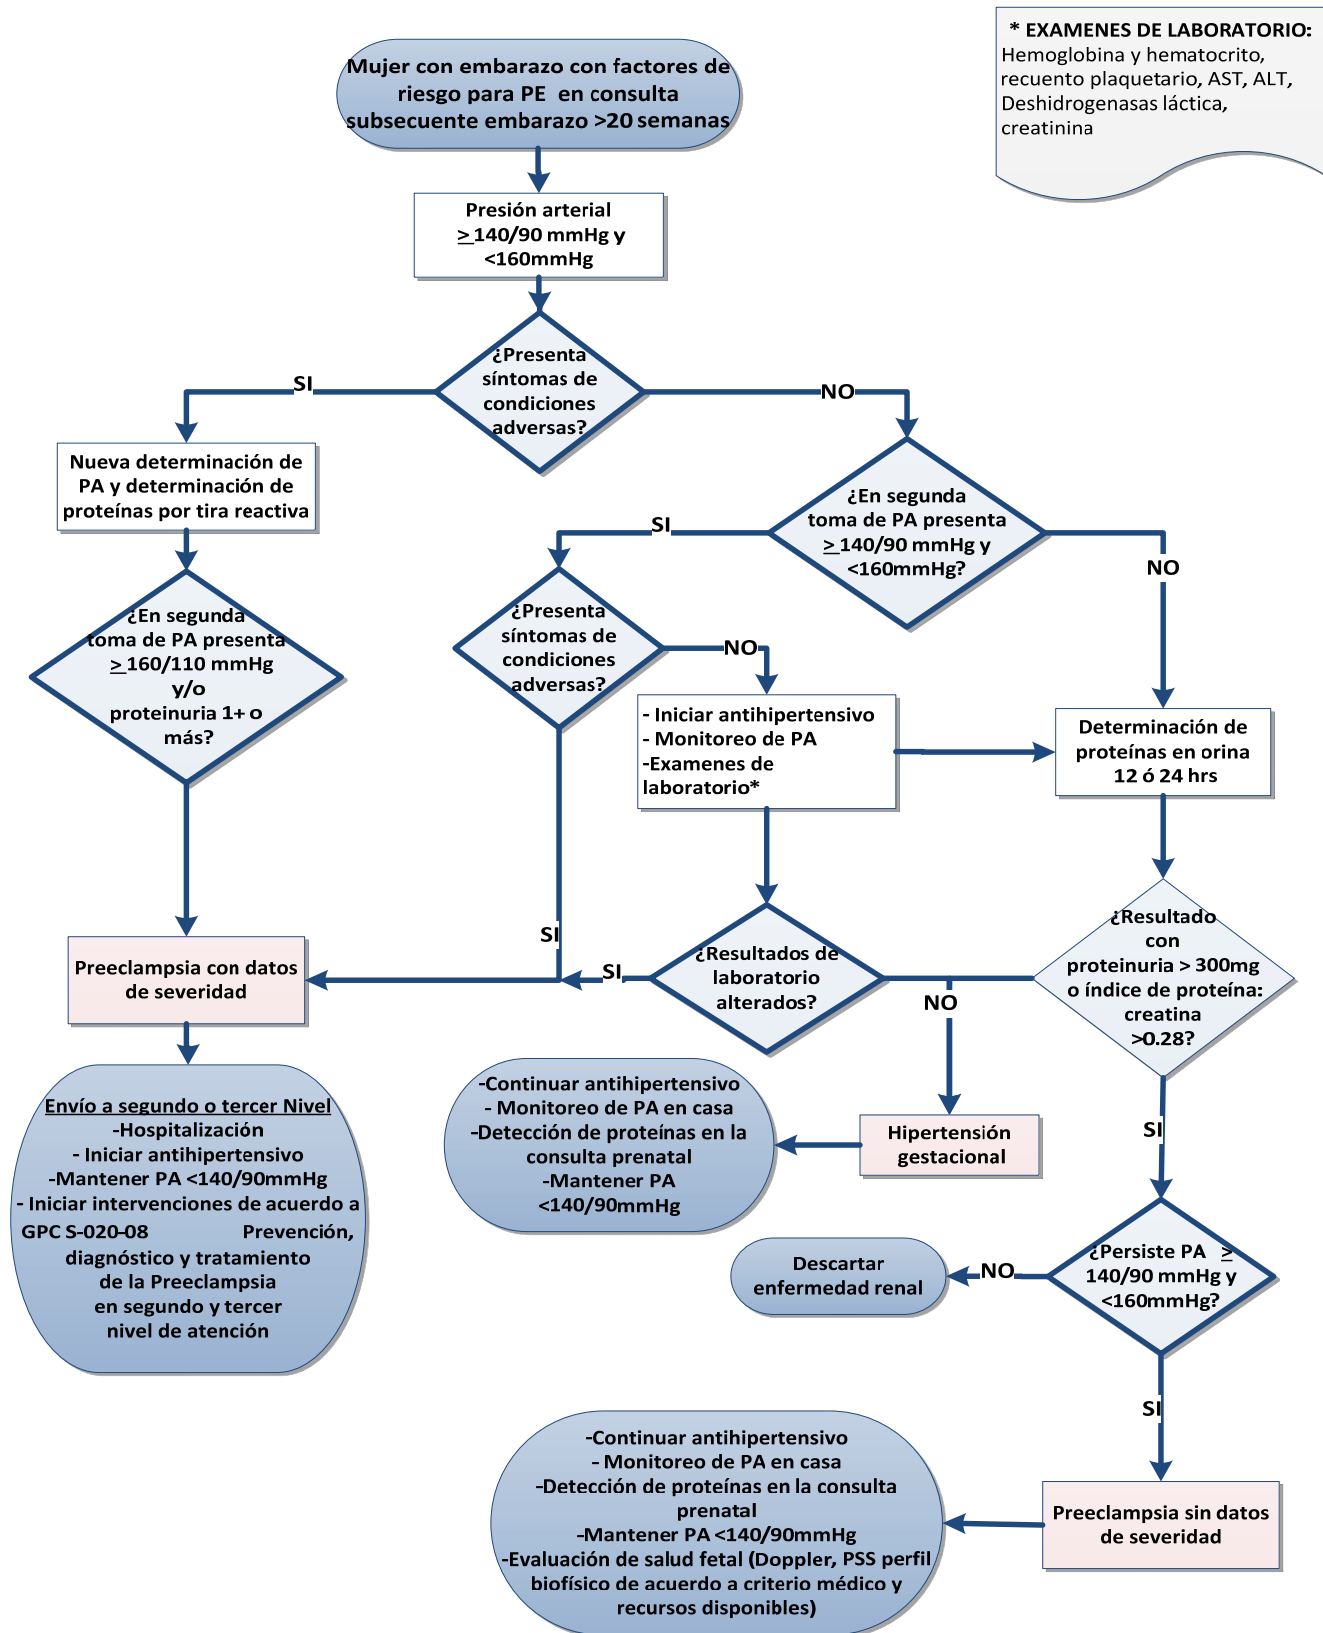 * EXAMENES DE LABORATORIO:
Hemoglobina y hematocrito,
recuento plaquetario, AST, ALT,
Deshidrogenasas láctica,
creatinina
Mujer con embarazo con factores de
riesgo para PE en consulta
subsecuente embarazo >20 semanas
Presión arterial
≥ 140/90 mmHg y
<160mmHg
¿Presenta
síntomas de
condiciones
adversas?
SI
NO
Nueva determinación de
PA y determinación de
proteínas por tira reactiva
¿En segunda
toma de PA presenta
≥ 140/90 mmHg y
<160mmHg?
SI
NO
¿En segunda
toma de PA presenta
≥ 160/110 mmHg
y/o
proteinuria 1+ o
más?
¿Presenta
síntomas de
condiciones
adversas?
NO
SI
- Iniciar antihipertensivo
- Monitoreo de PA
-Examenes de
laboratorio*
Determinación de
proteínas en orina
12 ó 24 hrs
Preeclampsia con datos
de severidad
¿Resultados de
laboratorio
alterados?
SI
NO
¿Resultado
con
proteinuria > 300mg
o índice de proteína:
creatina
>0.28?
SI
Envío a segundo o tercer Nivel
-Hospitalización
- Iniciar antihipertensivo
-Mantener PA <140/90mmHg
- Iniciar intervenciones de acuerdo a
GPC S-020-08 Prevención,
diagnóstico y tratamiento
de la Preeclampsia
en segundo y tercer
nivel de atención
-Continuar antihipertensivo
- Monitoreo de PA en casa
-Detección de proteínas en la
consulta prenatal
-Mantener PA
<140/90mmHg
Hipertensión
gestacional
¿Persiste PA ≥
140/90 mmHg y
<160mmHg?
NO
SI
Descartar
enfermedad renal
-Continuar antihipertensivo
- Monitoreo de PA en casa
-Detección de proteínas en la consulta
prenatal
-Mantener PA <140/90mmHg
-Evaluación de salud fetal (Doppler, PSS perfil
biofísico de acuerdo a criterio médico y
recursos disponibles)
Preeclampsia sin datos
de severidad